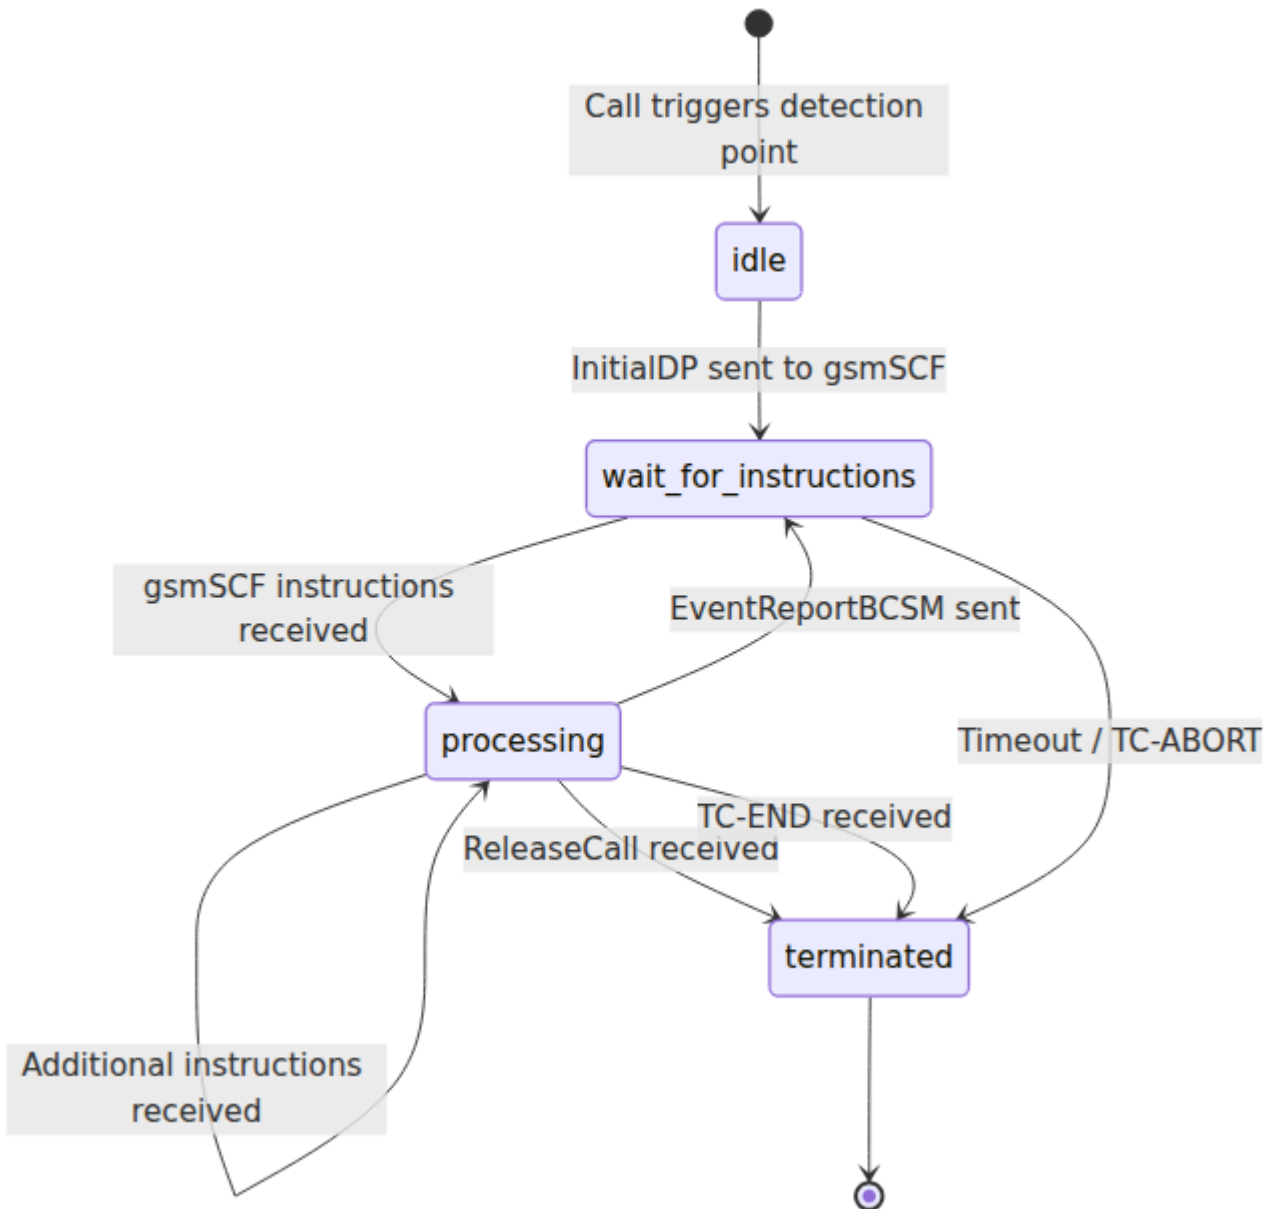 Call triggers detection
point
idle
InitialDP sent to gsmSCF
wait_for_instructions
gsmSCF instructions
received
EventReportBCSM sent
processing
Timeout / TC-ABORT
TC-END received
ReleaseCall received
terminated
Additional instructions
received